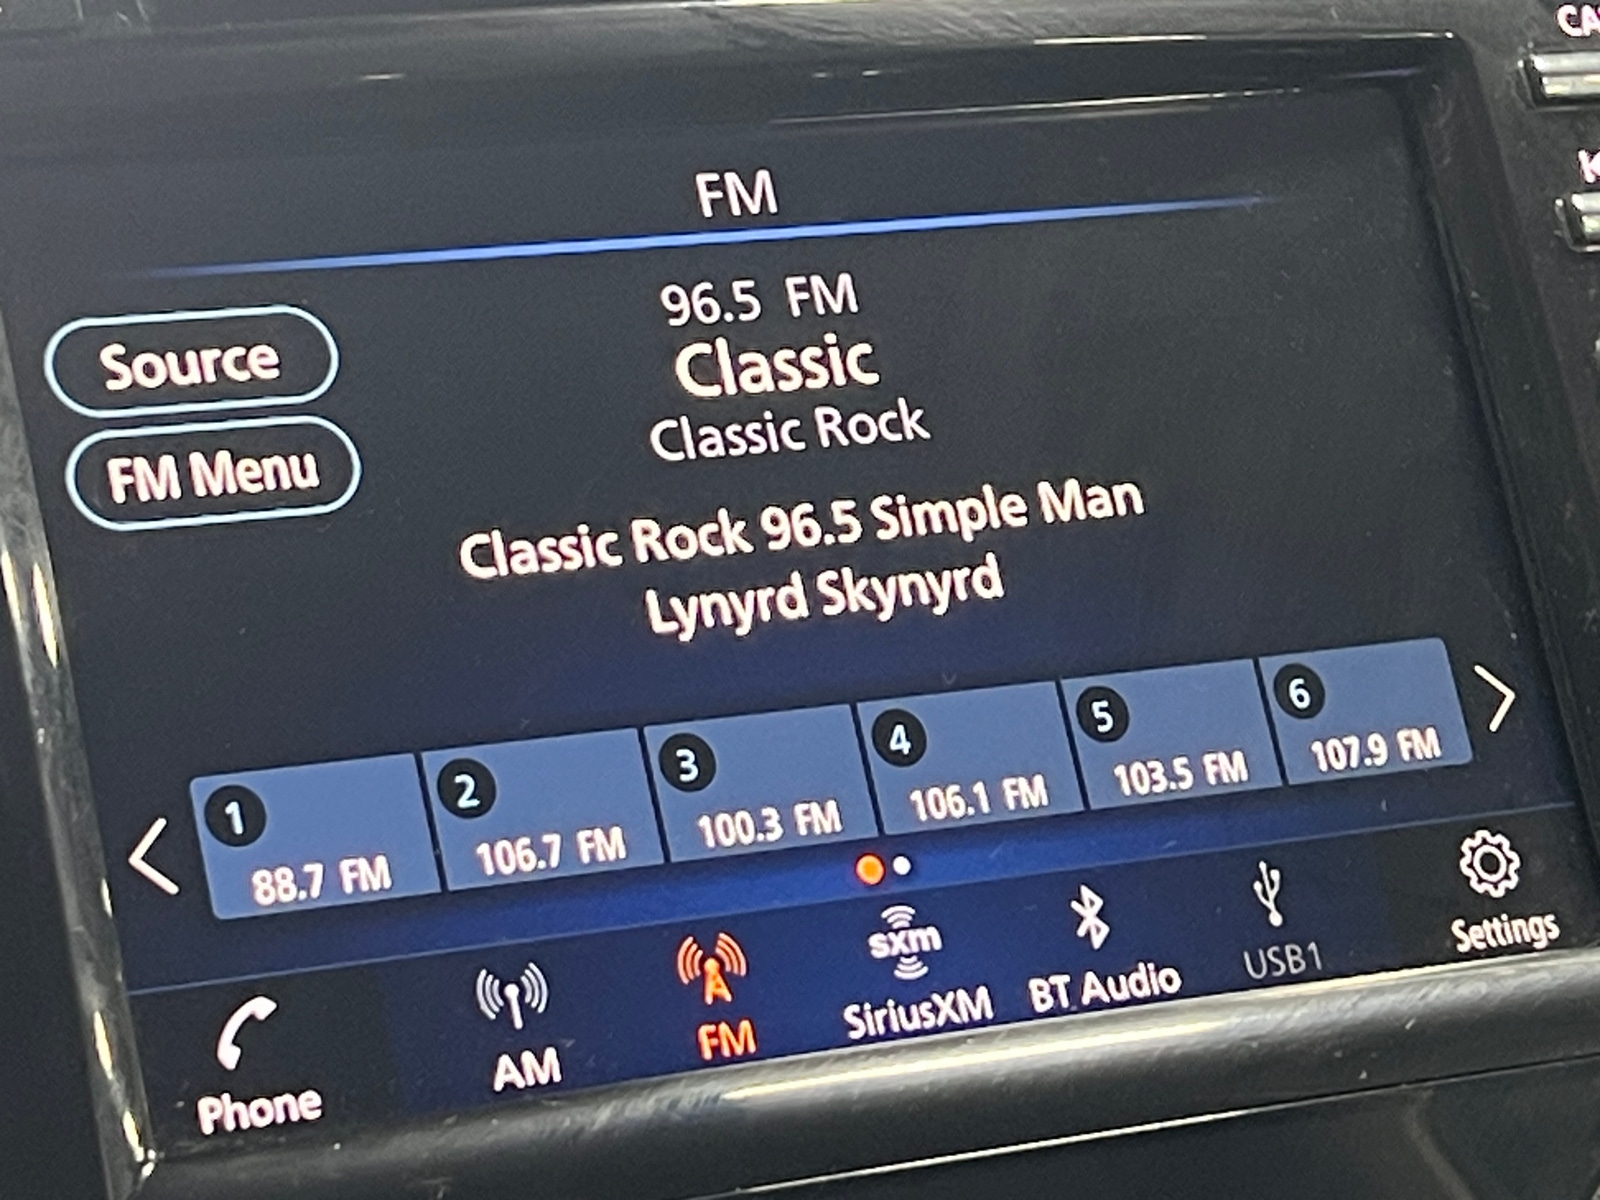 CA
K
FM
96.5 FM
Classic
Classic Rock
Source
FM Menu
Classic Rock 96.5 Simple Man
Lynyrd Skynyrd
1
88.7 FM
2
106.7 FM
3
100.3 FM
4
106.1 FM
5
103.5 FM
6
107.9 FM
Phone
AM
FM
sxm
SiriusXM
BT Audio
USB1
Settings